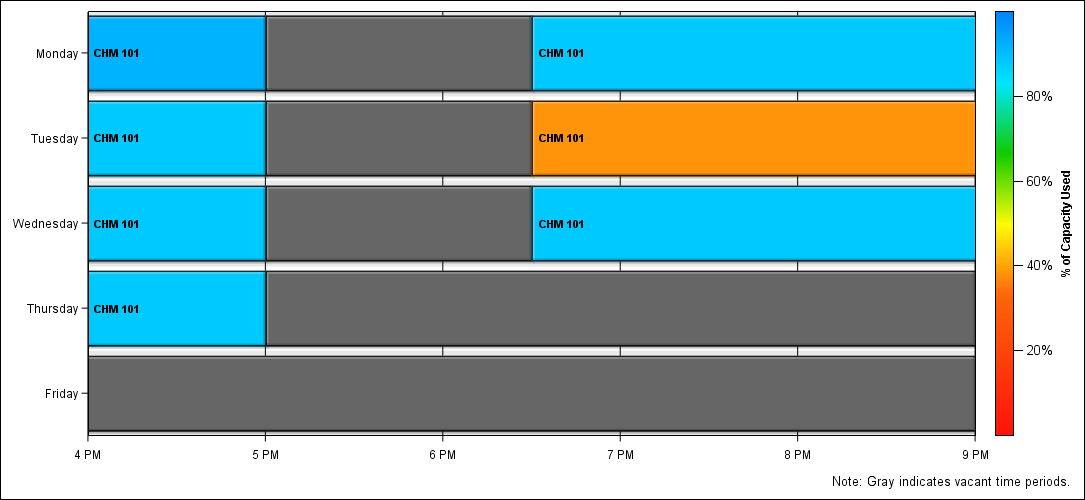 Monday
CHM 101
CHM 101
Tuesday
CHM 101
CHM 101
Wednesday
CHM 101
CHM 101
Thursday
CHM 101
Friday
4 PM
5 PM
6 PM
7 PM
8 PM
9 PM
80%
60%
40%
20%
% of Capacity Used
Note: Gray indicates vacant time periods.